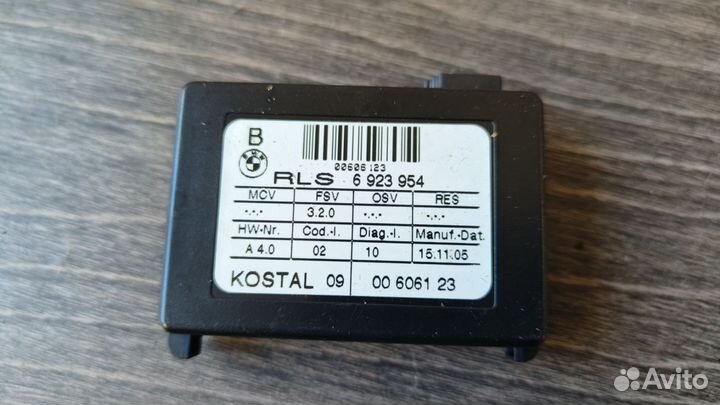 B
BMW
00606123
RLS 6 923 954
MCV FSV OSV RES
-.-.- 3.2.0 -.-.- -.-.-
HW-Nr. Cod.-I. Diag.-I. Manuf.-Dat.
A 4.0 02 10 15.11.05
KOSTAL 09 00 6061 23
Avito